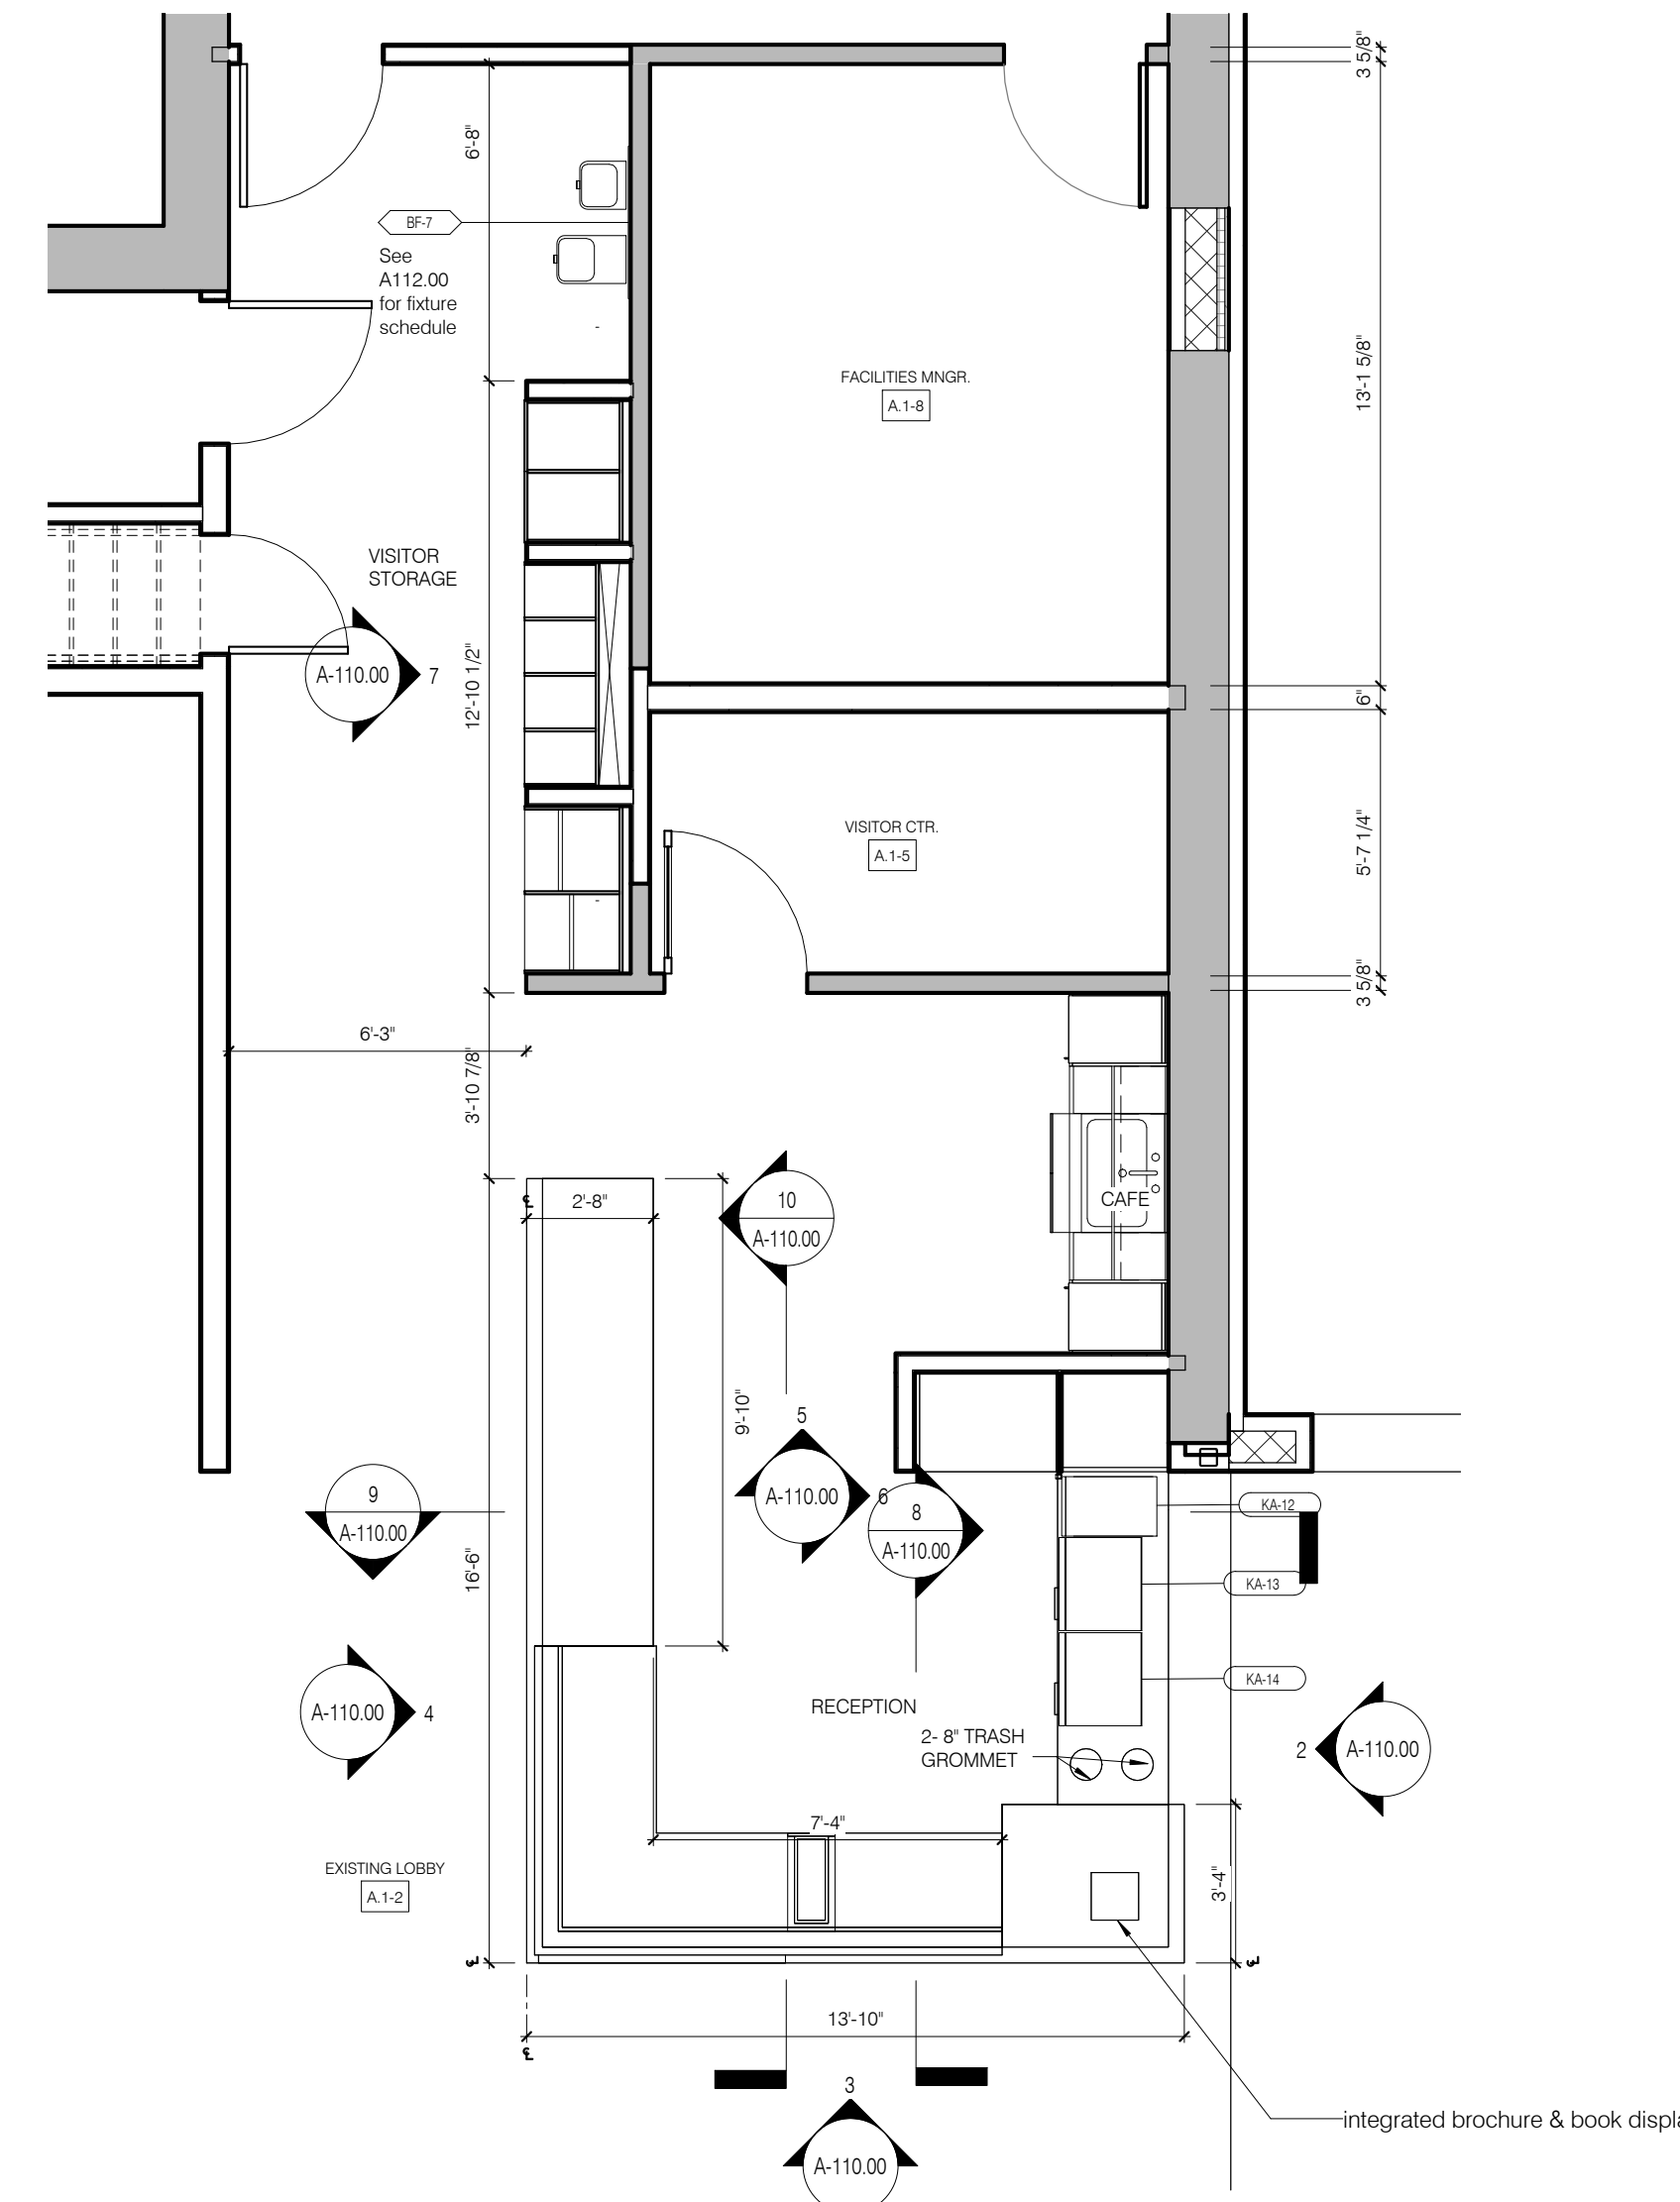 3 5/8"
6'-8"
BF-7
See
A112.00
for fixture
schedule
FACILITIES MNGR.
A.1-8
13'-1 5/8"
VISITOR
STORAGE
A-110.00
7
12'-10 1/2"
6"
VISITOR CTR.
A.1-5
5'-7 1/4"
3 5/8"
6'-3"
3'-10 7/8"
2'-8"
10
A-110.00
CAFE
9'-10"
5
A-110.00
6
8
A-110.00
9
A-110.00
16'-6"
KA-12
KA-13
KA-14
A-110.00
4
RECEPTION
2- 8" TRASH
GROMMET
2
A-110.00
7'-4"
EXISTING LOBBY
A.1-2
3'-4"
13'-10"
3
A-110.00
integrated brochure & book displa